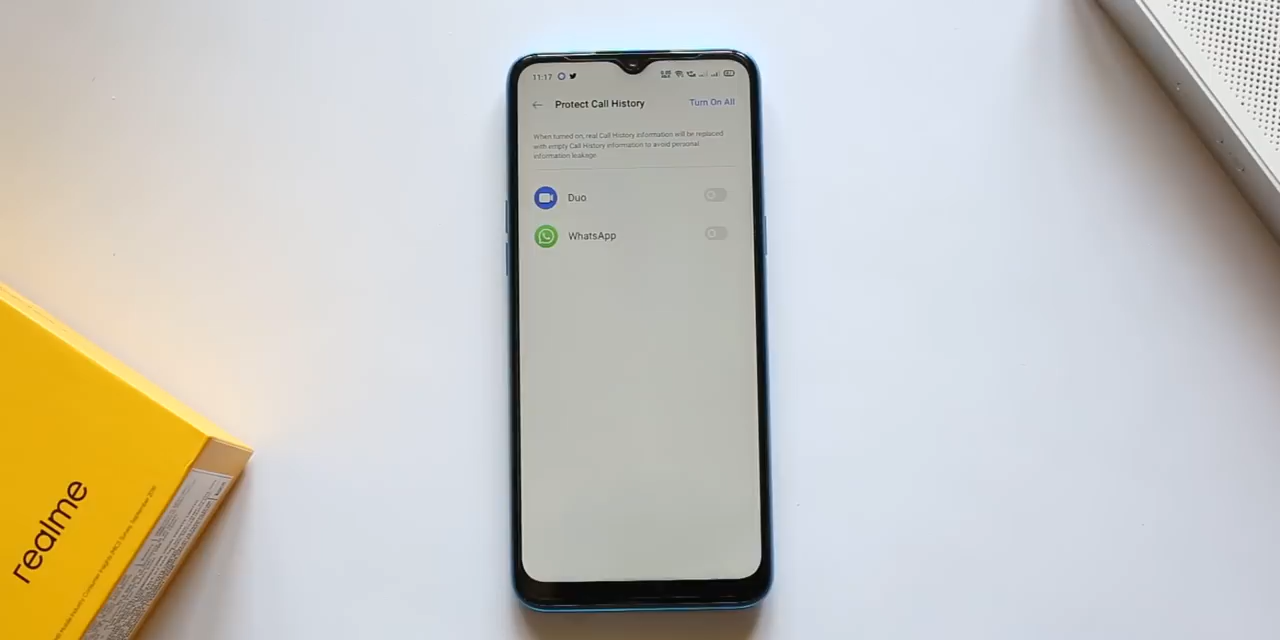 11:17
Protect Call History
Turn On All
When turned on, real Call History information will be replaced
with empty Call History information to avoid personal
information leakage.
Duo
WhatsApp
realme